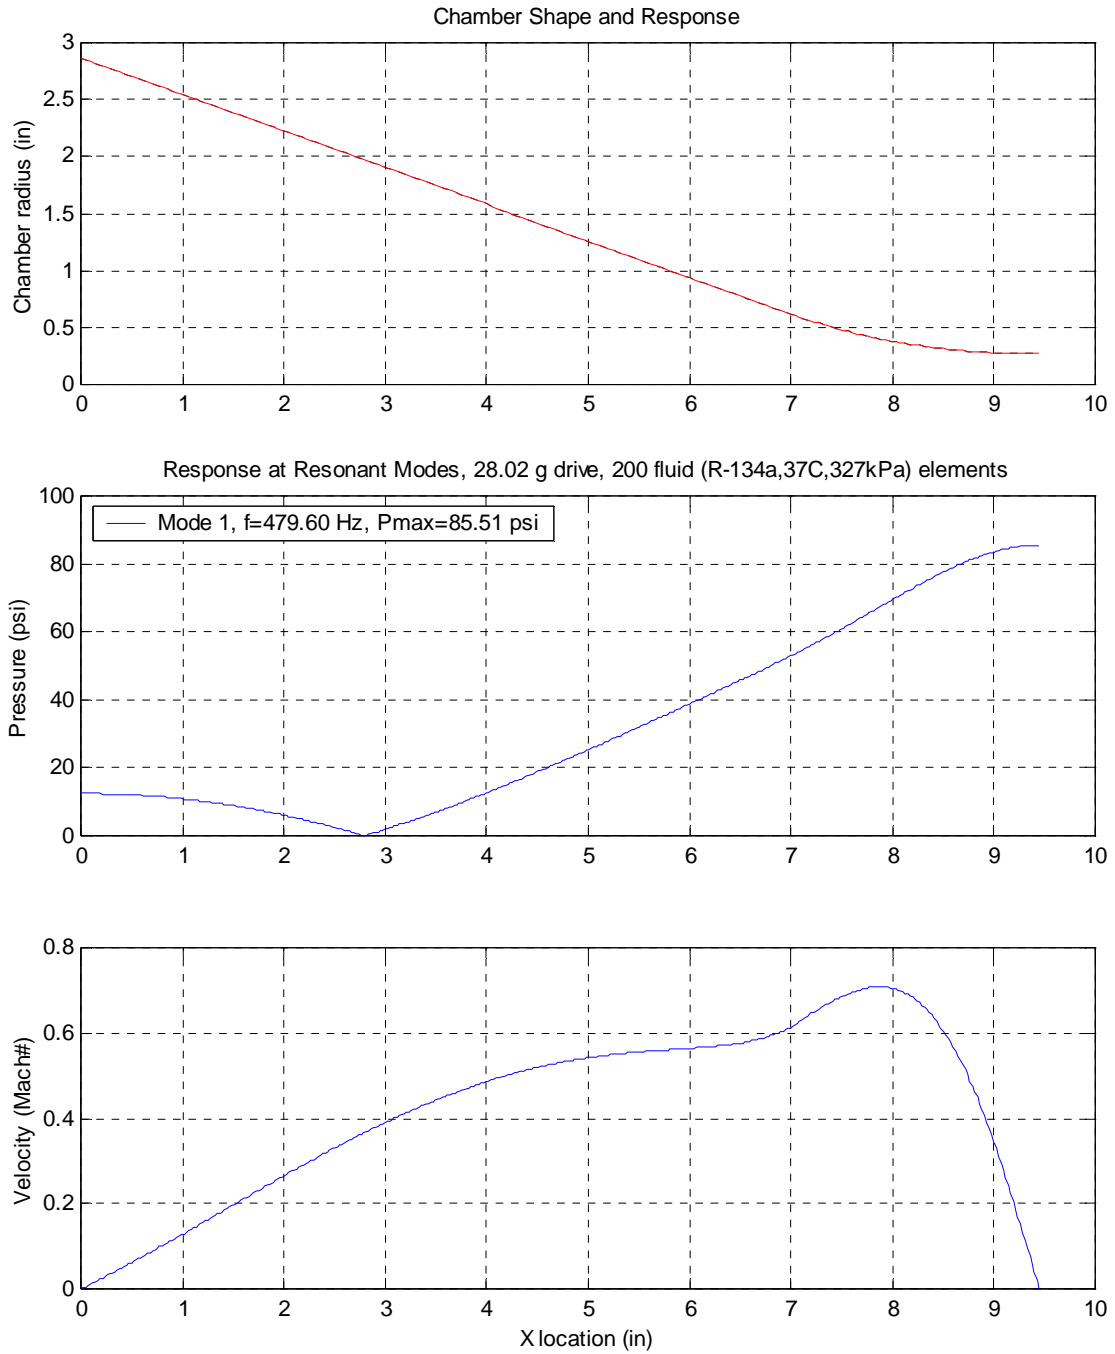 Chamber Shape and Response
Chamber radius (in)
3
2.5
2
1.5
1
0.5
0
0 1 2 3 4 5 6 7 8 9 10
Response at Resonant Modes, 28.02 g drive, 200 fluid (R-134a,37C,327kPa) elements
Mode 1, f=479.60 Hz, Pmax=85.51 psi
Pressure (psi)
100
80
60
40
20
0
0 1 2 3 4 5 6 7 8 9 10
Velocity (Mach#)
0.8
0.6
0.4
0.2
0
0 1 2 3 4 5 6 7 8 9 10
X location (in)